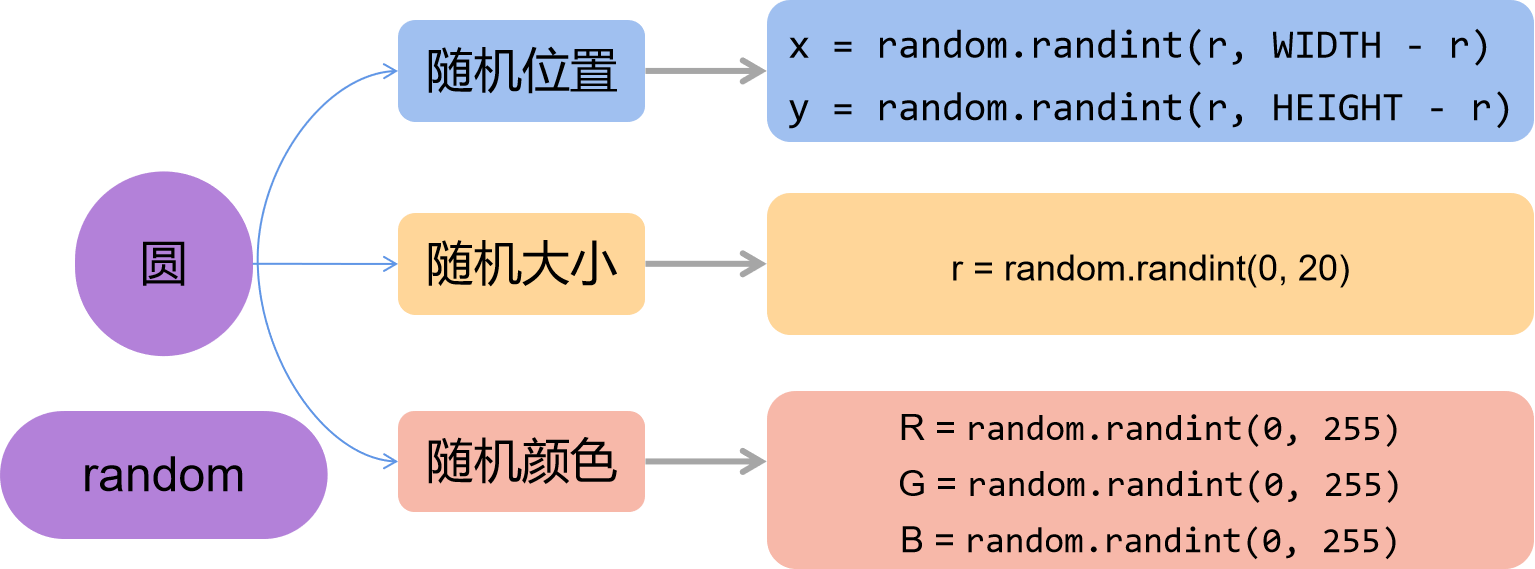 随机位置
x = random.randint(r, WIDTH - r)
y = random.randint(r, HEIGHT - r)
圆
随机大小
r = random.randint(0, 20)
random
随机颜色
R = random.randint(0, 255)
G = random.randint(0, 255)
B = random.randint(0, 255)